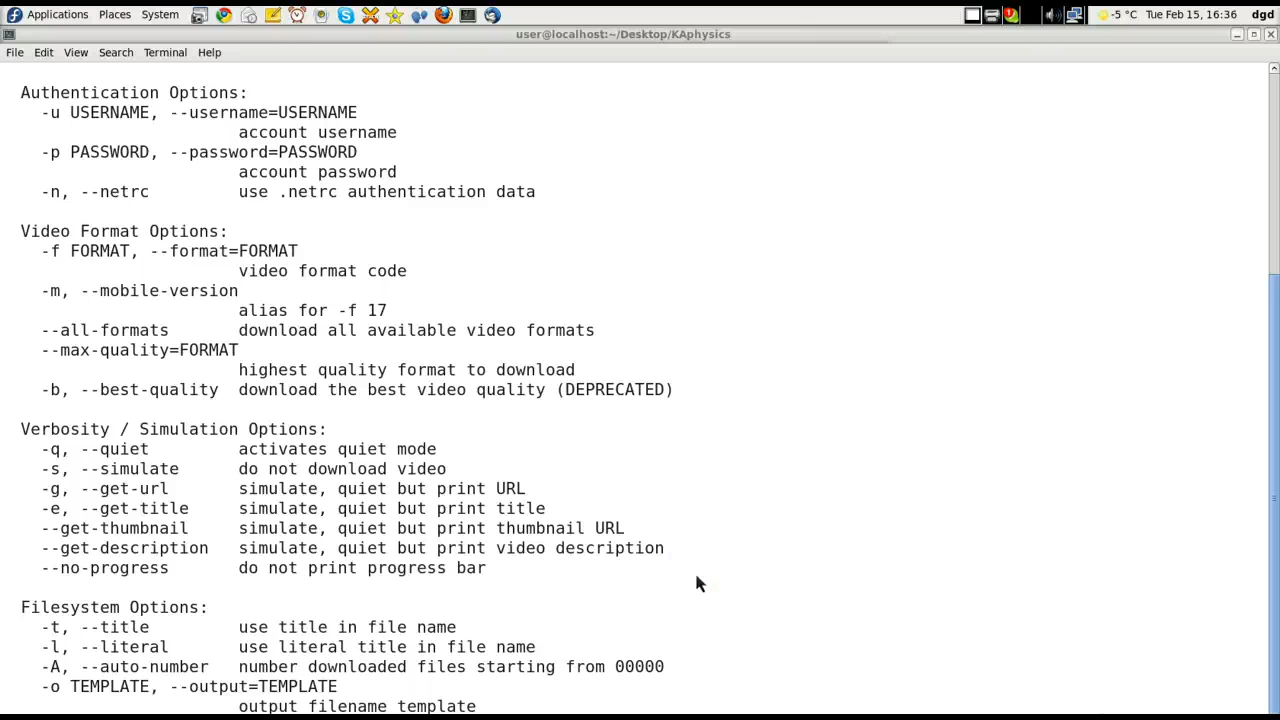 Applications Places System -5 °C Tue Feb 15, 16:36 dgd
user@localhost:~/Desktop/KAphysics
File Edit View Search Terminal Help
Authentication Options:
-u USERNAME, --username=USERNAME
account username
-p PASSWORD, --password=PASSWORD
account password
-n, --netrc use .netrc authentication data
Video Format Options:
-f FORMAT, --format=FORMAT
video format code
-m, --mobile-version
alias for -f 17
--all-formats download all available video formats
--max-quality=FORMAT
highest quality format to download
-b, --best-quality download the best video quality (DEPRECATED)
Verbosity / Simulation Options:
-q, --quiet activates quiet mode
-s, --simulate do not download video
-g, --get-url simulate, quiet but print URL
-e, --get-title simulate, quiet but print title
--get-thumbnail simulate, quiet but print thumbnail URL
--get-description simulate, quiet but print video description
--no-progress do not print progress bar
Filesystem Options:
-t, --title use title in file name
-l, --literal use literal title in file name
-A, --auto-number number downloaded files starting from 00000
-o TEMPLATE, --output=TEMPLATE
output filename template